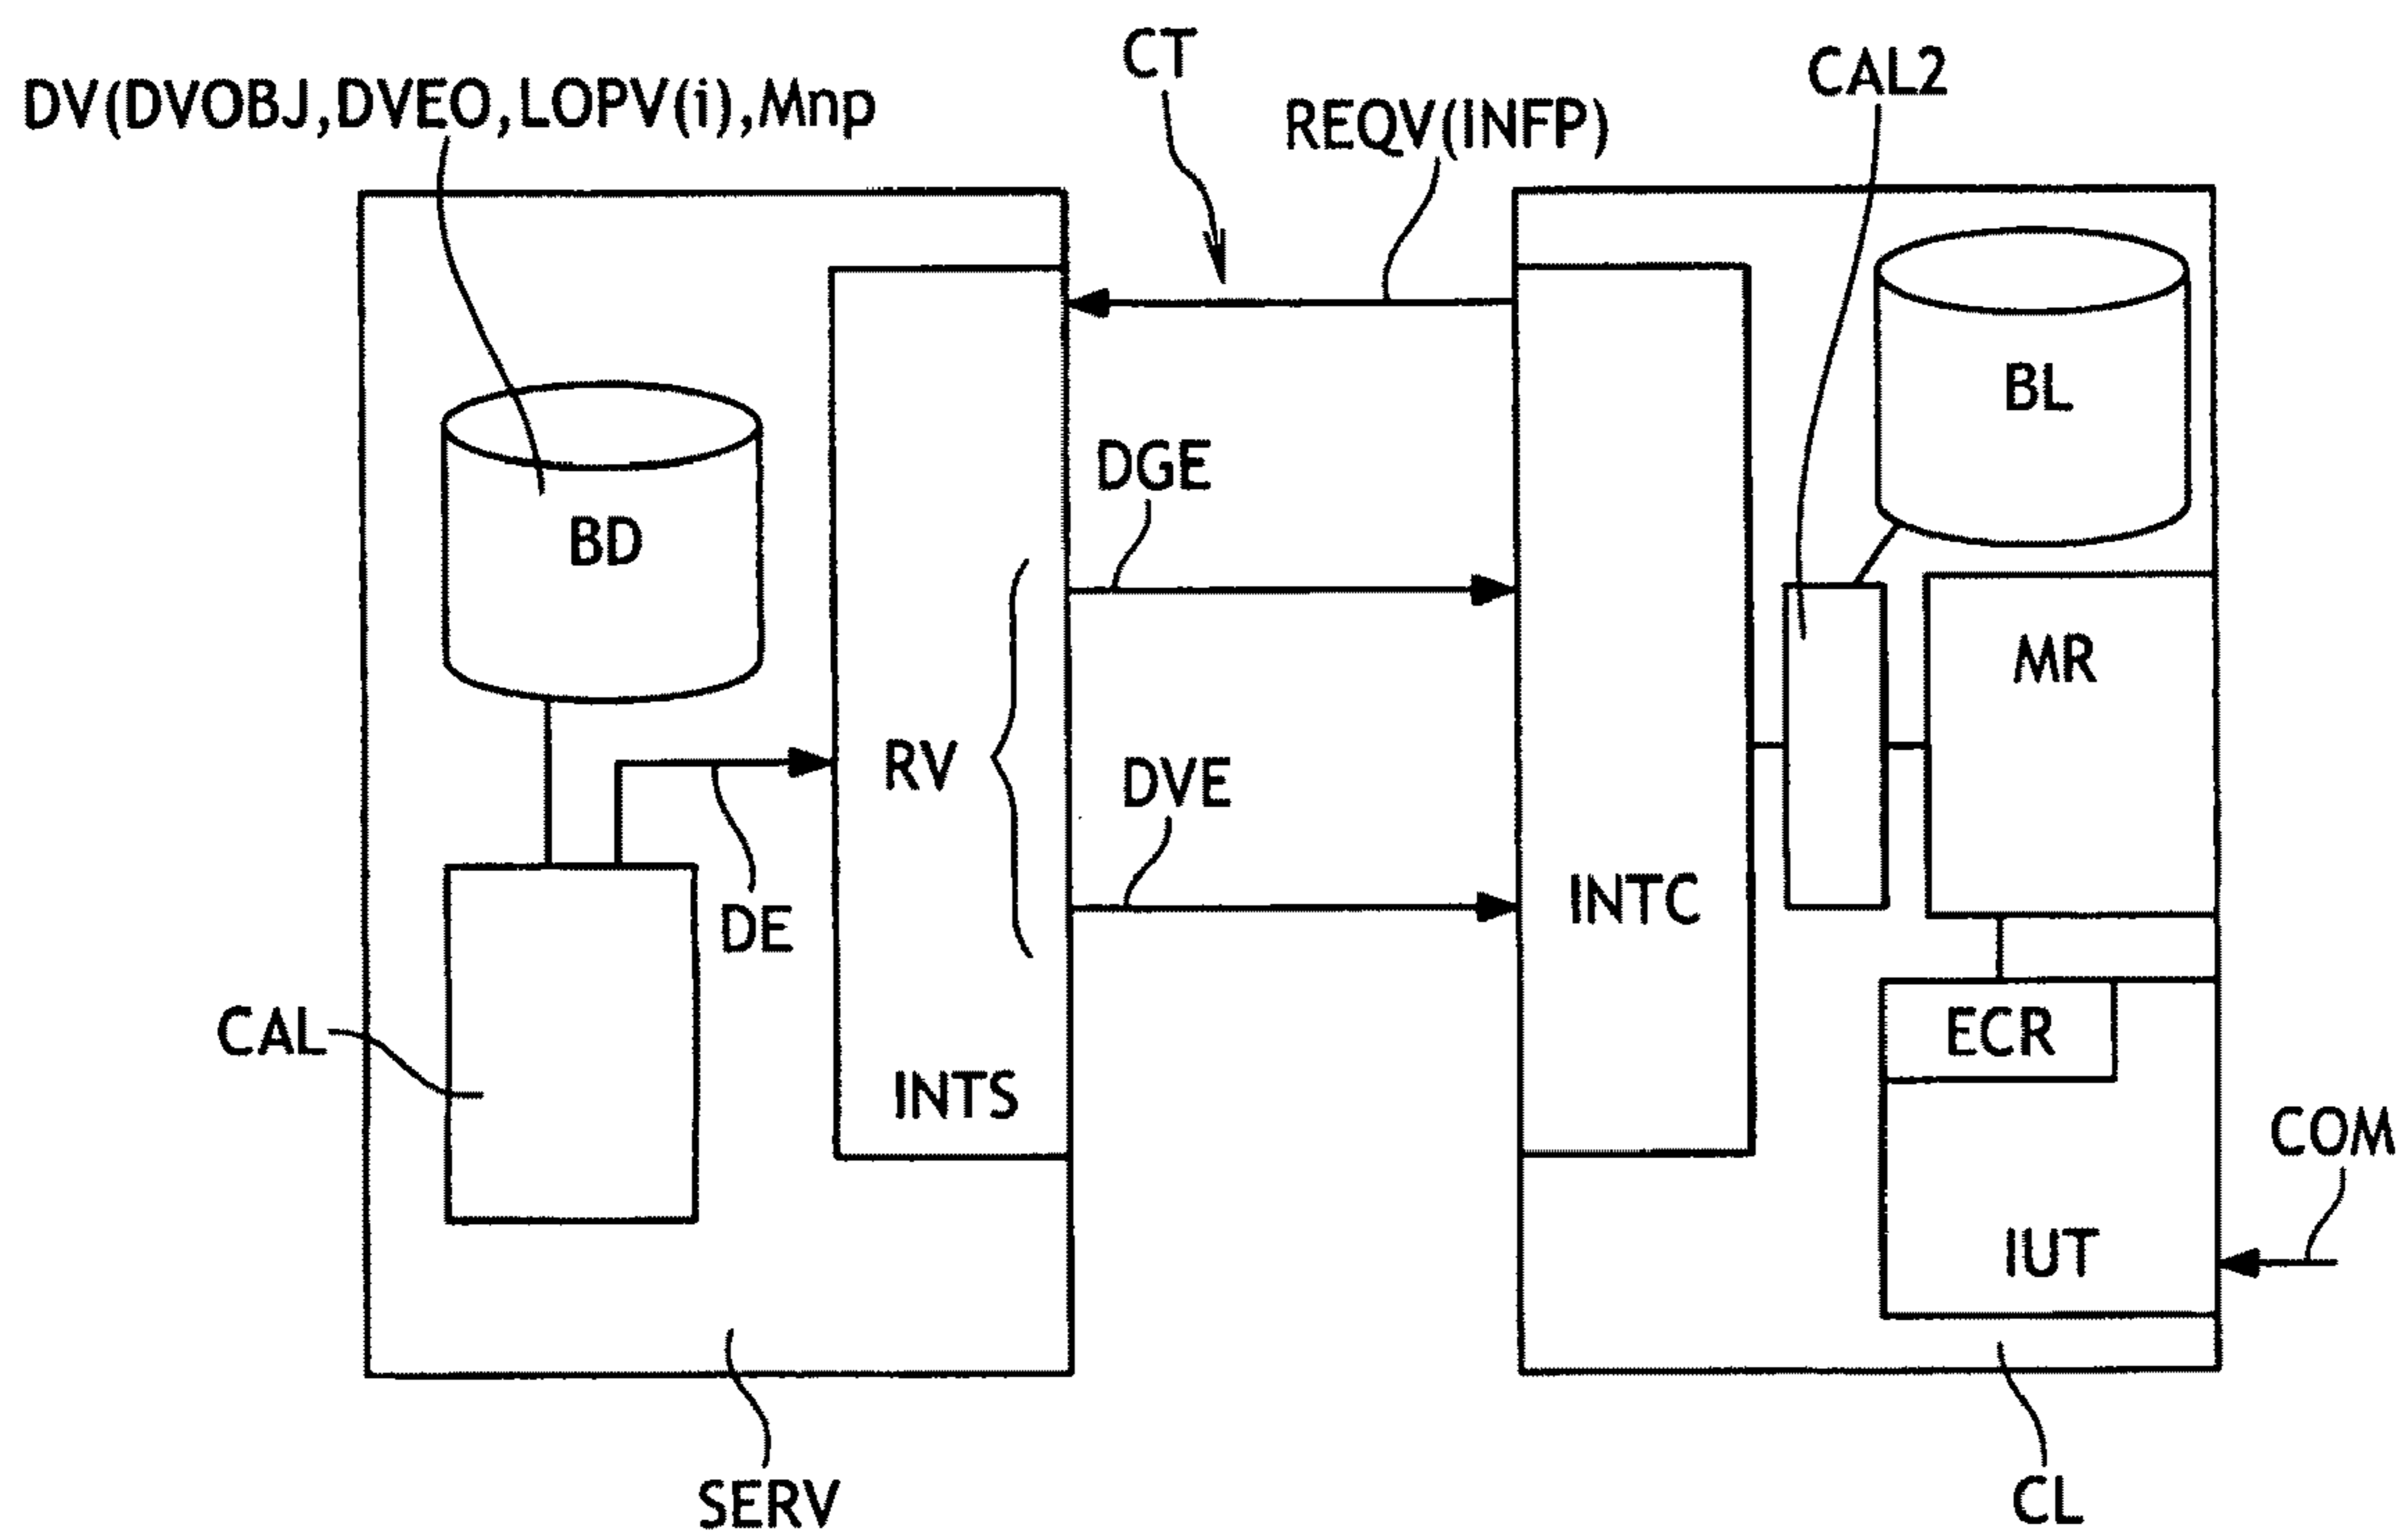 CT
CAL2
DV(DVOBJ,DVEO,LOPV(i),Mnp
REQV(INFP)
BL
DGE
BD
MR
RV
DVE
INTC
DE
CAL
ECR
INTS
COM
IUT
SERV
CL